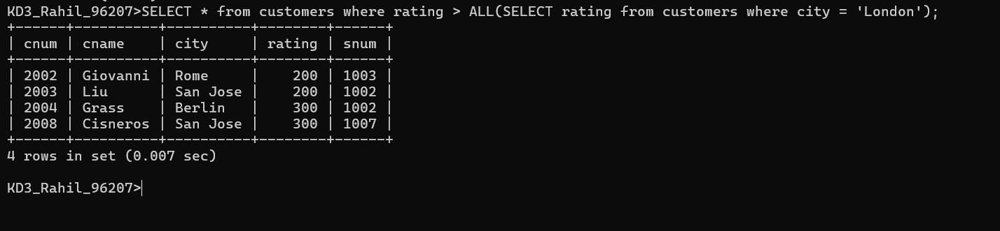 KD3_Rahil_96207>SELECT * from customers where rating > ALL(SELECT rating from customers where city = 'London');
+------+----------+----------+--------+------+
| cnum | cname    | city     | rating | snum |
+------+----------+----------+--------+------+
| 2002 | Giovanni | Rome     |    200 | 1003 |
| 2003 | Liu      | San Jose |    200 | 1002 |
| 2004 | Grass    | Berlin   |    300 | 1002 |
| 2008 | Cisneros | San Jose |    300 | 1007 |
+------+----------+----------+--------+------+
4 rows in set (0.007 sec)
KD3_Rahil_96207>